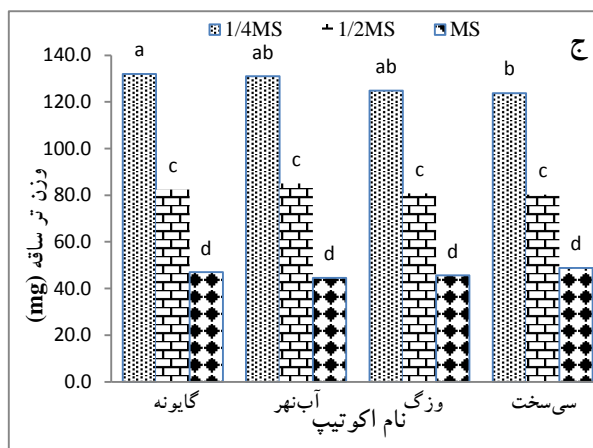 1/4MS 1/2MS MS
ج
140.0
120.0
100.0
80.0
60.0
40.0
20.0
0.0
وزن تر ساقه (mg)
a ab ab b
c c c c
d d d d
گایونه آب‌نهر وزگ سی‌سخت
نام اکوتیپ